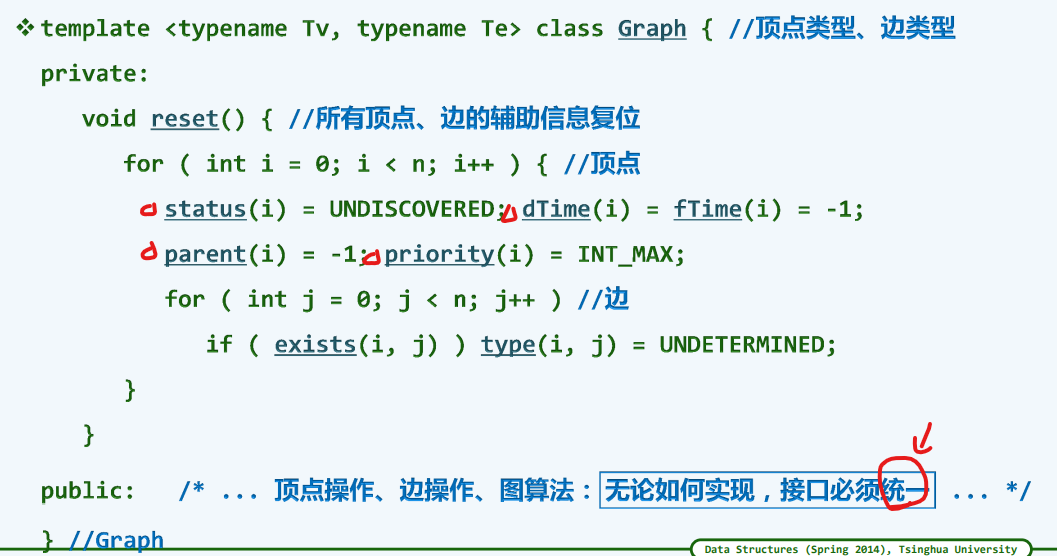 ❖ template <typename Tv, typename Te> class Graph { //顶点类型、边类型
private:
void reset() { //所有顶点、边的辅助信息复位
for ( int i = 0; i < n; i++ ) { //顶点
status(i) = UNDISCOVERED; dTime(i) = fTime(i) = -1;
parent(i) = -1; priority(i) = INT_MAX;
for ( int j = 0; j < n; j++ ) //边
if ( exists(i, j) ) type(i, j) = UNDETERMINED;
}
}
public: /* ... 顶点操作、边操作、图算法：无论如何实现，接口必须统一 ... */
} //Graph
Data Structures (Spring 2014), Tsinghua University